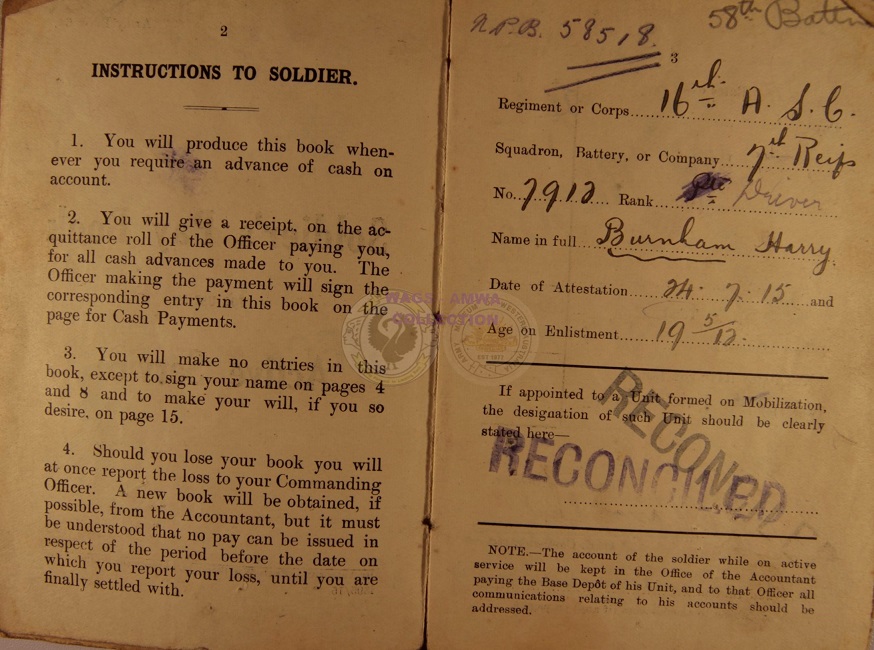 2
INSTRUCTIONS TO SOLDIER.
1. You will produce this book when-
ever you require an advance of cash on
account.
2. You will give a receipt, on the ac-
quittance roll of the Officer paying you,
for all cash advances made to you. The
Officer making the payment will sign the
corresponding entry in this book on the
page for Cash Payments.
3. You will make no entries in this
book, except to sign your name on pages 4
and 8 and to make your will, if you so
desire, on page 15.
4. Should you lose your book you will
at once report the loss to your Commanding
Officer. A new book will be obtained, if
possible, from the Accountant, but it must
be understood that no pay can be issued in
respect of the period before the date on
which you report your loss, until you are
finally settled with.
N.P.B. 58518.
58th Battn
3
Regiment or Corps 16th A. S. C.
Squadron, Battery, or Company 7th Reifs
No. 7912 Rank Pte Driver
Name in full Burnham Harry
Date of Attestation 24. 7. 15 and
Age on Enlistment 19 5/12.
If appointed to a Unit formed on Mobilization,
the designation of such Unit should be clearly
stated here—
RECONCILED
RECONCILED
NOTE.—The account of the soldier while on active
service will be kept in the Office of the Accountant
paying the Base Depôt of his Unit, and to that Officer all
communications relating to his accounts should be
addressed.
WAGS AMWA
COLLECTION